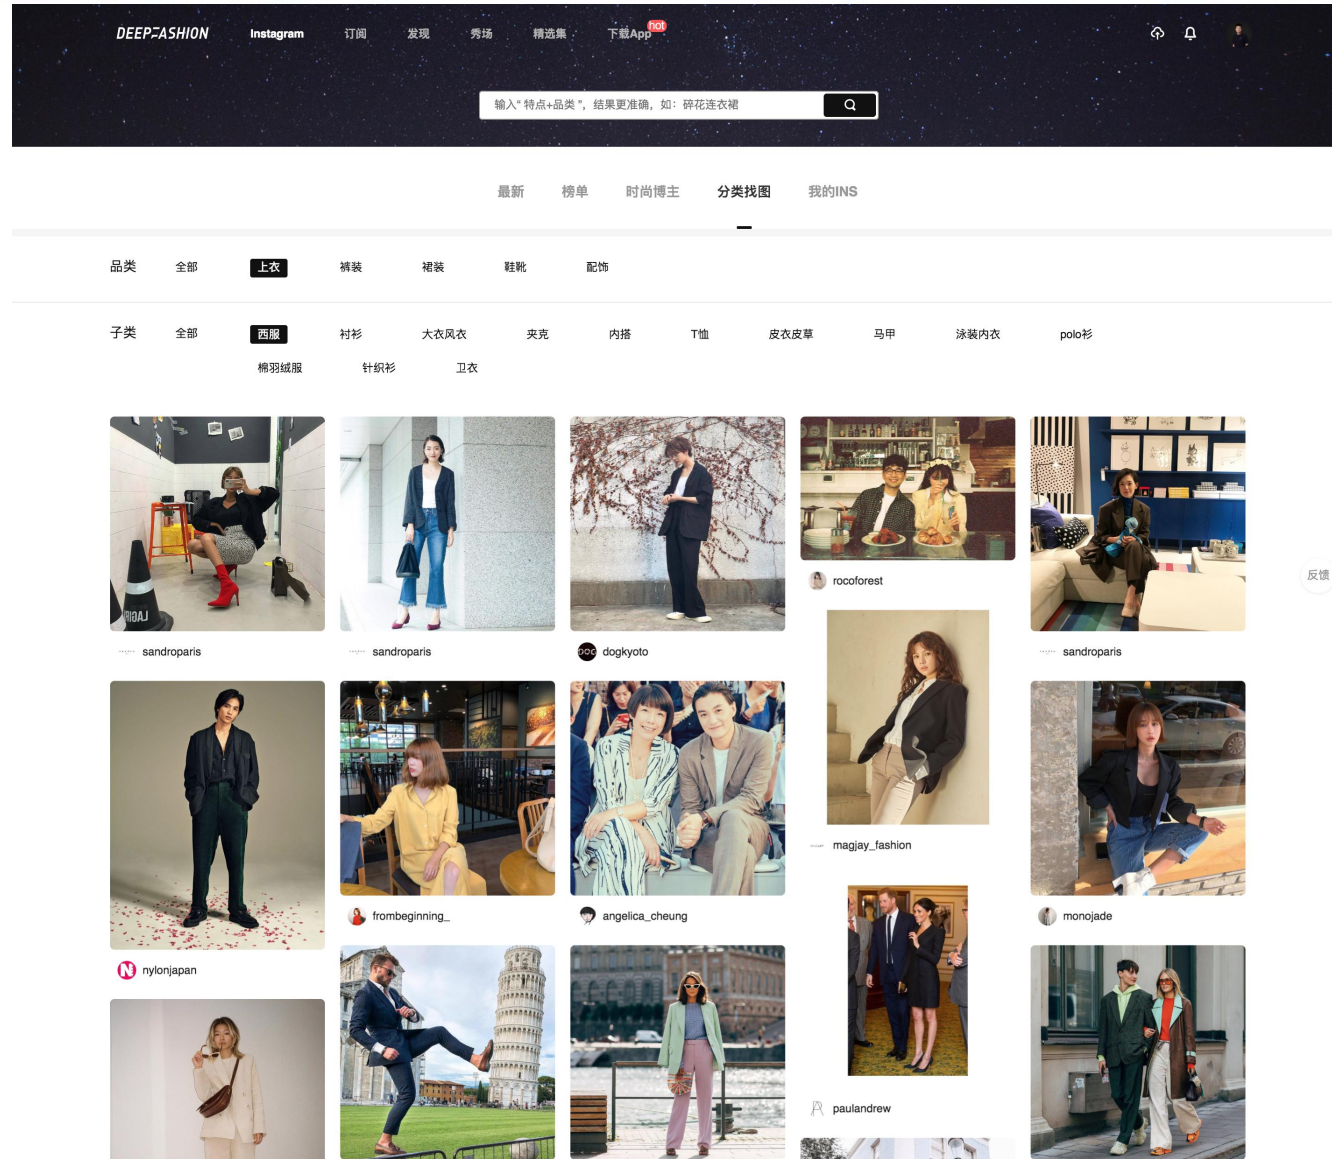 DEEPFASHION Instagram 订阅 发现 秀场 精选集 下载App hot
输入“ 特点+品类 ”，结果更准确，如：碎花连衣裙
最新 榜单 时尚博主 分类找图 我的INS
品类 全部 上衣 裤装 裙装 鞋靴 配饰
子类 全部 西服 衬衫 大衣风衣 夹克 内搭 T恤 皮衣皮草 马甲 泳装内衣 polo衫
棉羽绒服 针织衫 卫衣
反馈
rocoforest
sandroparis
sandroparis
dogkyoto
sandroparis
magjay_fashion
frombeginning_
angelica_cheung
monojade
nylonjapan
paulandrew